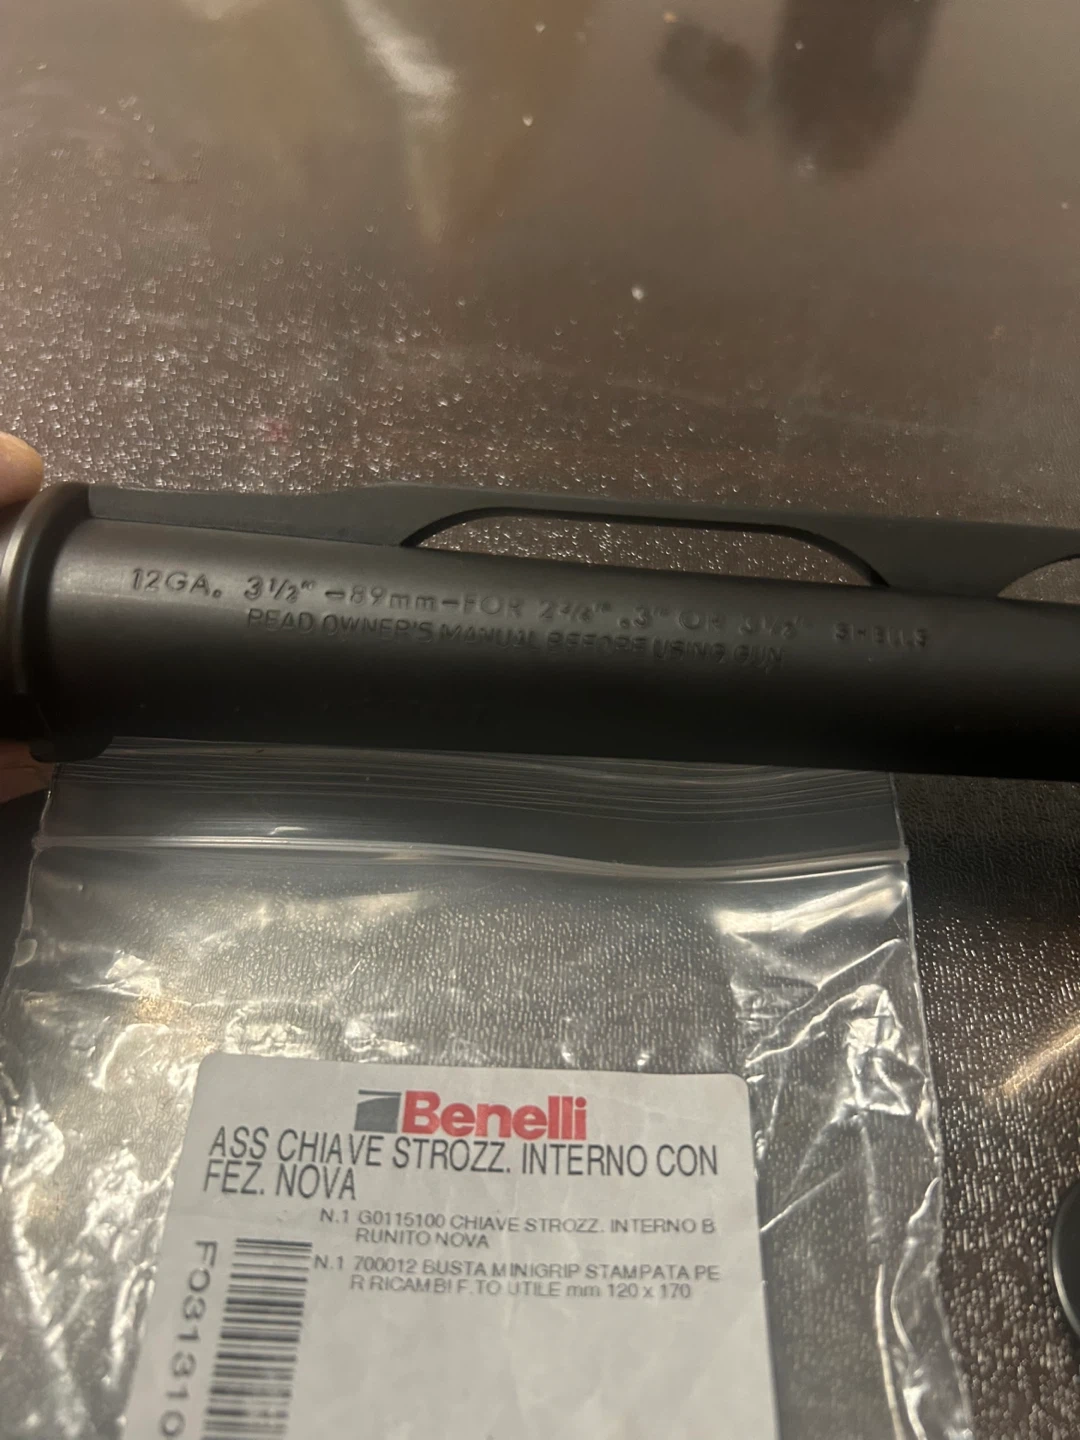 12GA. 3½" –89mm–FOR 2¾" .3" OR 3½" SHELLS
READ OWNER'S MANUAL BEFORE USING GUN
Benelli
ASS CHIAVE STROZZ. INTERNO CON
FEZ. NOVA
N.1 G0115100 CHIAVE STROZZ. INTERNO B
RUNITO NOVA
N.1 700012 BUSTA MINIGRIP STAMPATA PE
R RICAMBI F.TO UTILE mm 120 x 170
F031310